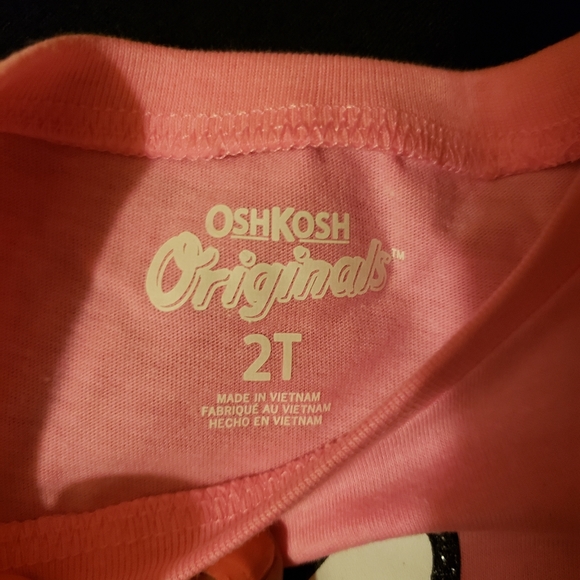 OSHKOSH
Originals™
2T
MADE IN VIETNAM
FABRIQUÉ AU VIETNAM
HECHO EN VIETNAM